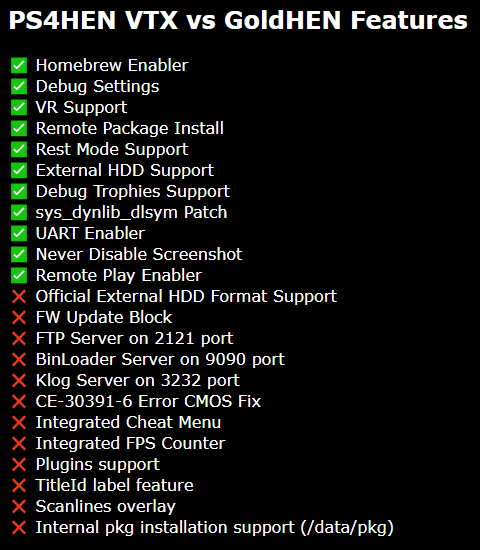 PS4HEN VTX vs GoldHEN Features
✅ Homebrew Enabler
✅ Debug Settings
✅ VR Support
✅ Remote Package Install
✅ Rest Mode Support
✅ External HDD Support
✅ Debug Trophies Support
✅ sys_dynlib_dlsym Patch
✅ UART Enabler
✅ Never Disable Screenshot
✅ Remote Play Enabler
❌ Official External HDD Format Support
❌ FW Update Block
❌ FTP Server on 2121 port
❌ BinLoader Server on 9090 port
❌ Klog Server on 3232 port
❌ CE-30391-6 Error CMOS Fix
❌ Integrated Cheat Menu
❌ Integrated FPS Counter
❌ Plugins support
❌ TitleId label feature
❌ Scanlines overlay
❌ Internal pkg installation support (/data/pkg)